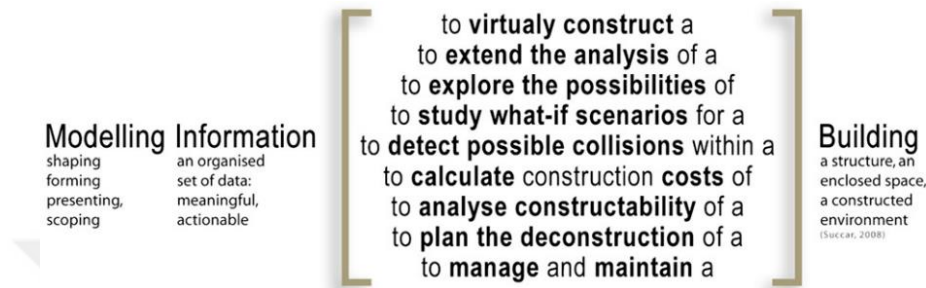 Modelling
shaping
forming
presenting,
scoping
Information
an organised
set of data:
meaningful,
actionable
to virtualy construct a
to extend the analysis of a
to explore the possibilities of
to study what-if scenarios for a
to detect possible collisions within a
to calculate construction costs of
to analyse constructability of a
to plan the deconstruction of a
to manage and maintain a
Building
a structure, an
enclosed space,
a constructed
environment
(Succar, 2008)